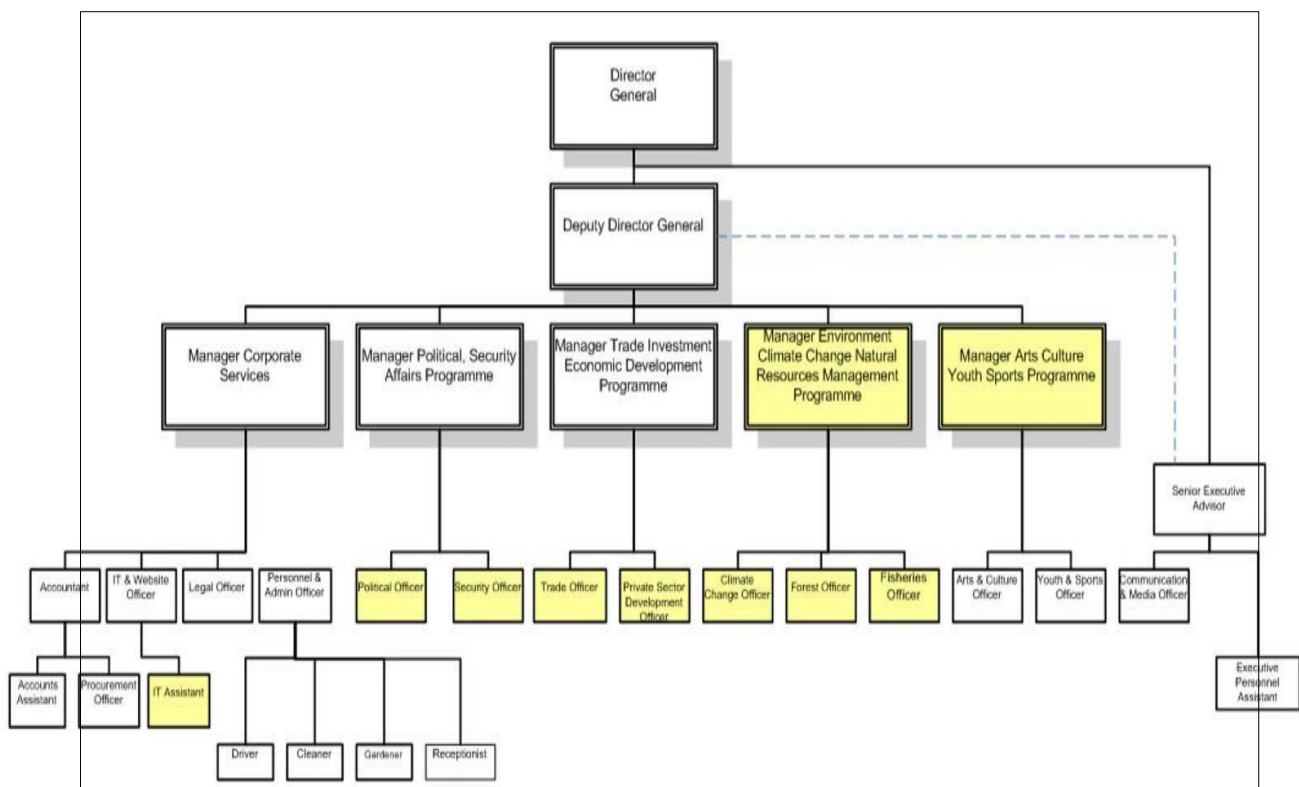 Director
General
Deputy Director General
Manager Corporate
Services
Manager Political, Security
Affairs Programme
Manager Trade Investment
Economic Development
Programme
Manager Environment
Climate Change Natural
Resources Management
Programme
Manager Arts Culture
Youth Sports Programme
Senior Executive
Advisor
Accountant
IT & Website
Officer
Legal Officer
Personnel &
Admin Officer
Political Officer
Security Officer
Trade Officer
Private Sector
Development
Officer
Climate
Change Officer
Forest Officer
Fisheries
Officer
Arts & Culture
Officer
Youth & Sports
Officer
Communication
& Media Officer
Accounts
Assistant
Procurement
Officer
IT Assistant
Executive
Personnel
Assistant
Driver
Cleaner
Gardener
Receptionist